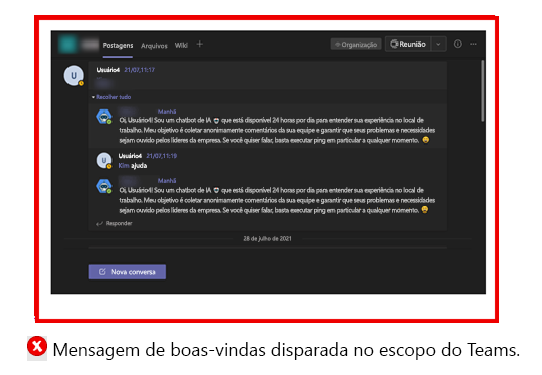 Postagens Arquivos Wiki + Organização Reunião
U Usuário4 21/07,11:17
Recolher tudo
Manhã
Oi, Usuário4! Sou um chatbot de IA que está disponível 24 horas por dia para entender sua experiência no local de
trabalho. Meu objetivo é coletar anonimamente comentários da sua equipe e garantir que seus problemas e necessidades
sejam ouvido pelos líderes da empresa. Se você quiser falar, basta executar ping em particular a qualquer momento.
U Usuário4 21/07,11:19
Kim ajuda
Manhã
Oi, Usuário4! Sou um chatbot de IA que está disponível 24 horas por dia para entender sua experiência no local de
trabalho. Meu objetivo é coletar anonimamente comentários da sua equipe e garantir que seus problemas e necessidades
sejam ouvido pelos líderes da empresa. Se você quiser falar, basta executar ping em particular a qualquer momento.
Responder
28 de julho de 2021
Nova conversa
Mensagem de boas-vindas disparada no escopo do Teams.